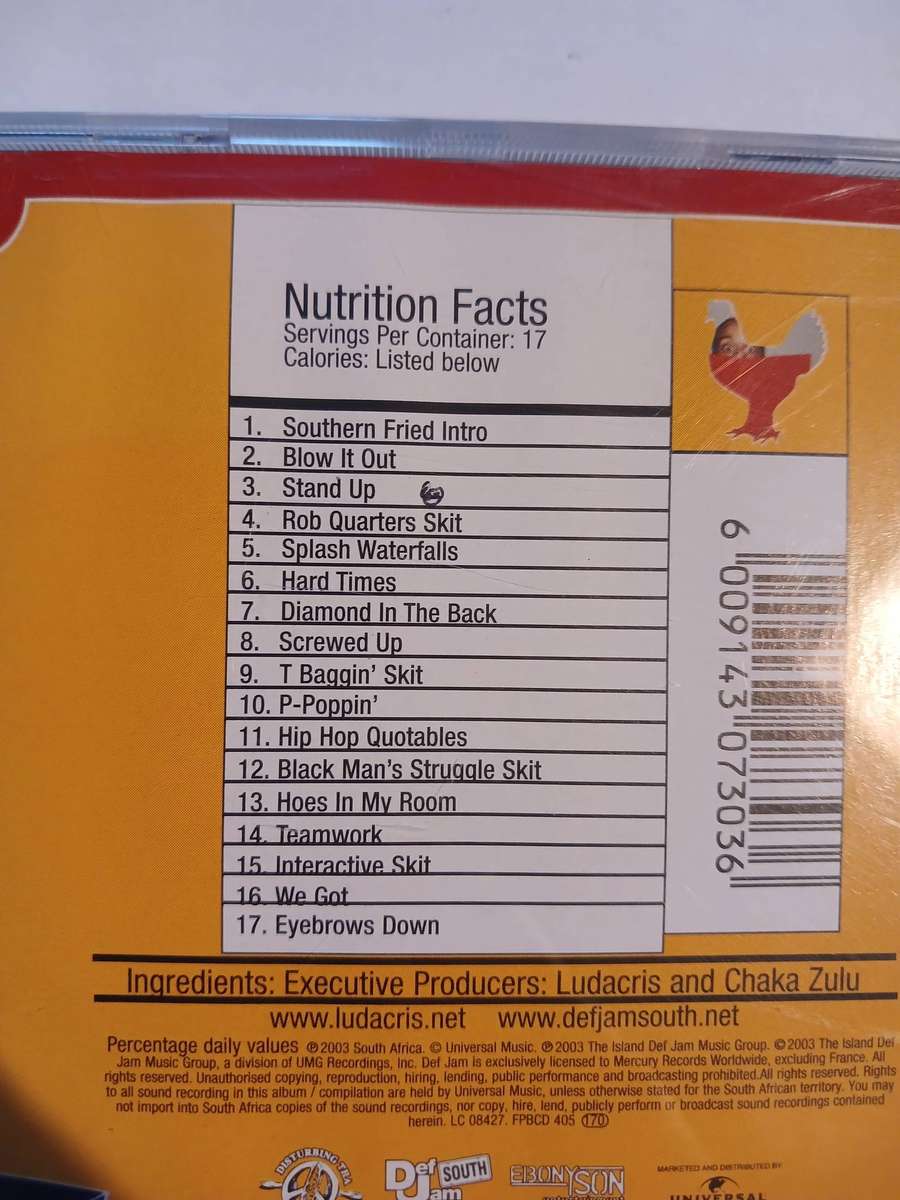 Nutrition Facts
Servings Per Container: 17
Calories: Listed below
1. Southern Fried Intro
2. Blow It Out
3. Stand Up
4. Rob Quarters Skit
5. Splash Waterfalls
6. Hard Times
7. Diamond In The Back
8. Screwed Up
9. T Baggin' Skit
10. P-Poppin'
11. Hip Hop Quotables
12. Black Man's Struggle Skit
13. Hoes In My Room
14. Teamwork
15. Interactive Skit
16. We Got
17. Eyebrows Down
6 009143 073036
Ingredients: Executive Producers: Ludacris and Chaka Zulu
www.ludacris.net www.defjamsouth.net
Percentage daily values ℗2003 South Africa. © Universal Music. ℗2003 The Island Def Jam Music Group. ©2003 The Island Def
Jam Music Group, a division of UMG Recordings, Inc. Def Jam is exclusively licensed to Mercury Records Worldwide, excluding France. All
rights reserved. Unauthorised copying, reproduction, hiring, lending, public performance and broadcasting prohibited.All rights reserved. Rights
to all sound recording in this album / compilation are held by Universal Music, unless otherwise stated for the South African territory. You may
not import into South Africa copies of the sound recordings, nor copy, hire, lend, publicly perform or broadcast sound recordings contained
herein. LC 08427. FPBCD 405 (170)
DISTURBING THA
Def Jam SOUTH
EBONYSON
entertainment
MARKETED AND DISTRIBUTED BY
UNIVERSAL